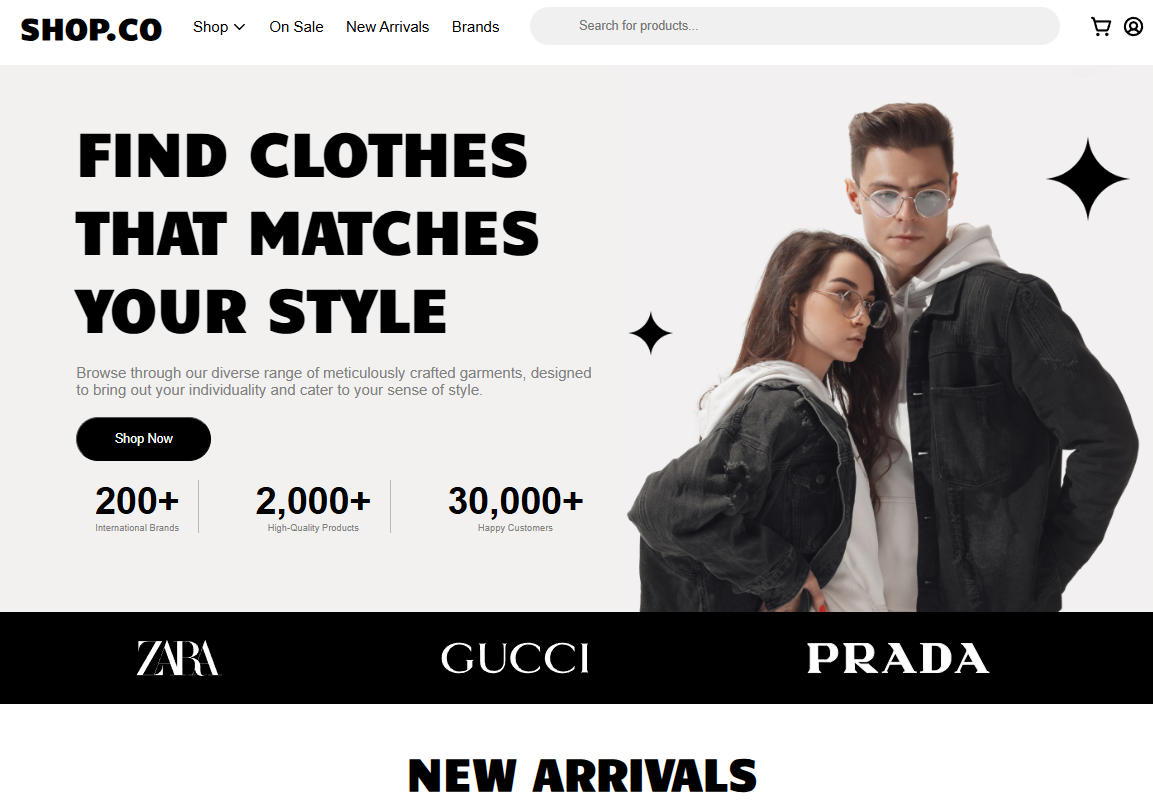 SHOP.CO
Shop
On Sale
New Arrivals
Brands
Search for products...
FIND CLOTHES
THAT MATCHES
YOUR STYLE
Browse through our diverse range of meticulously crafted garments, designed
to bring out your individuality and cater to your sense of style.
Shop Now
200+
International Brands
2,000+
High-Quality Products
30,000+
Happy Customers
ZARA
GUCCI
PRADA
NEW ARRIVALS